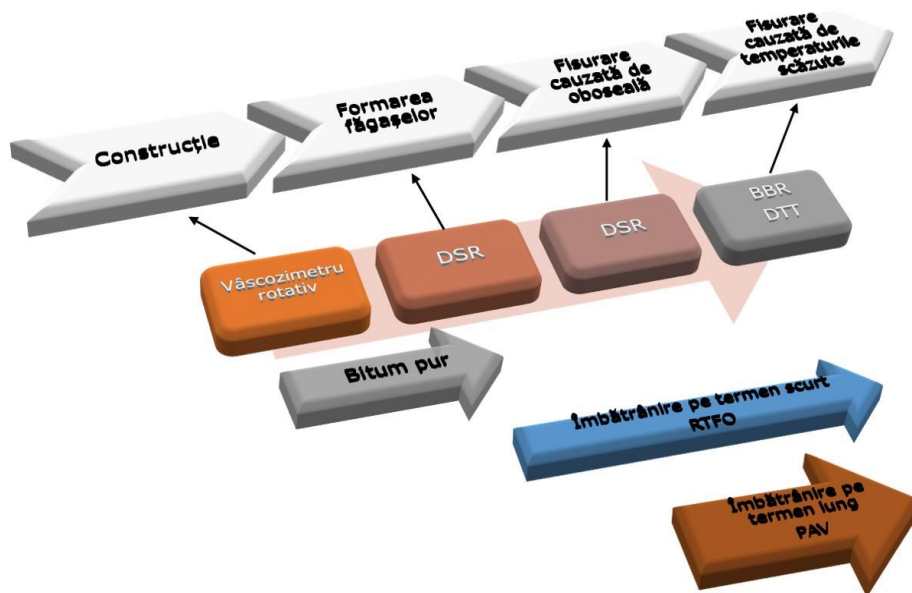 Construcție
Formarea
făgașelor
Fisurare
cauzată de
oboseală
Fisurare
cauzată de
temperaturile
scăzute
Vâscozimetru
rotativ
DSR
DSR
BBR
DTT
Bitum pur
Îmbătrânire pe termen scurt
RTFO
Îmbătrânire pe
termen lung
PAV